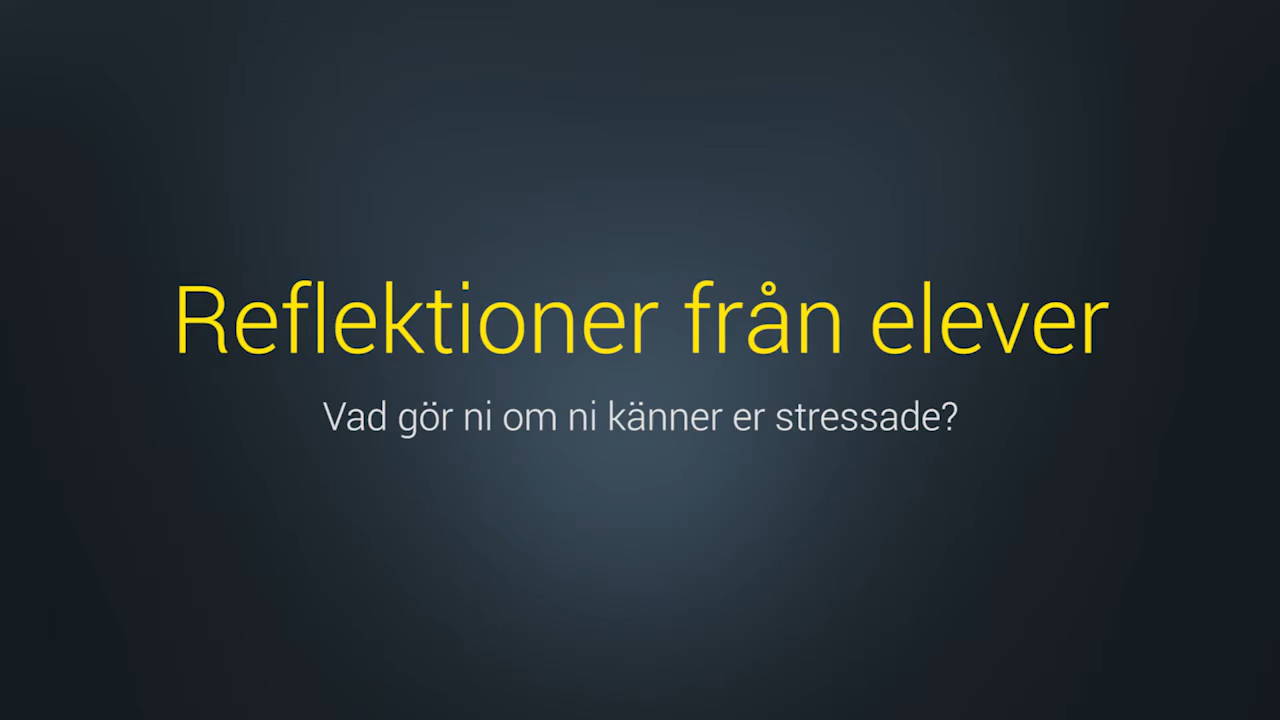 Reflektioner från elever
Vad gör ni om ni känner er stressade?